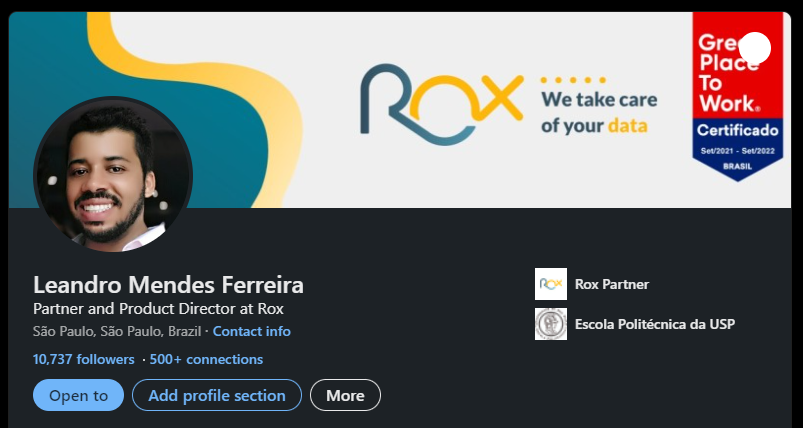 Rox
We take care
of your data
Great
Place
To
Work®
Certificado
Set/2021 - Set/2022
BRASIL
Leandro Mendes Ferreira
Partner and Product Director at Rox
São Paulo, São Paulo, Brazil · Contact info
10,737 followers · 500+ connections
Open to
Add profile section
More
Rox
Rox Partner
Escola Politécnica da USP